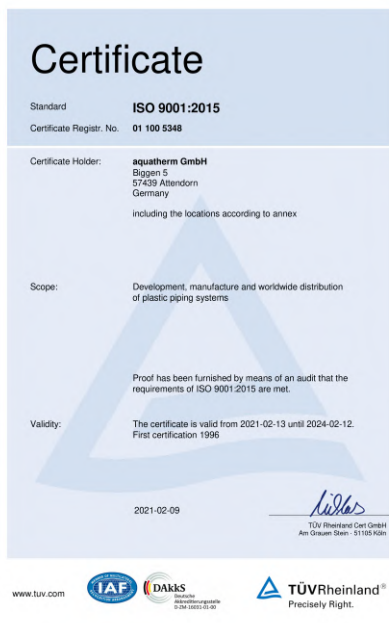 Certificate
Standard ISO 9001:2015
Certificate Registr. No. 01 100 5348
Certificate Holder: aquatherm GmbH
Biggen 5
57439 Attendorn
Germany
including the locations according to annex
Scope: Development, manufacture and worldwide distribution
of plastic piping systems
Proof has been furnished by means of an audit that the
requirements of ISO 9001:2015 are met.
Validity: The certificate is valid from 2021-02-13 until 2024-02-12.
First certification 1996
2021-02-09
TÜV Rheinland Cert GmbH
Am Grauen Stein · 51105 Köln
www.tuv.com
IAF
DAkkS
Deutsche
Akkreditierungsstelle
D-ZM-16031-01-00
TÜVRheinland®
Precisely Right.